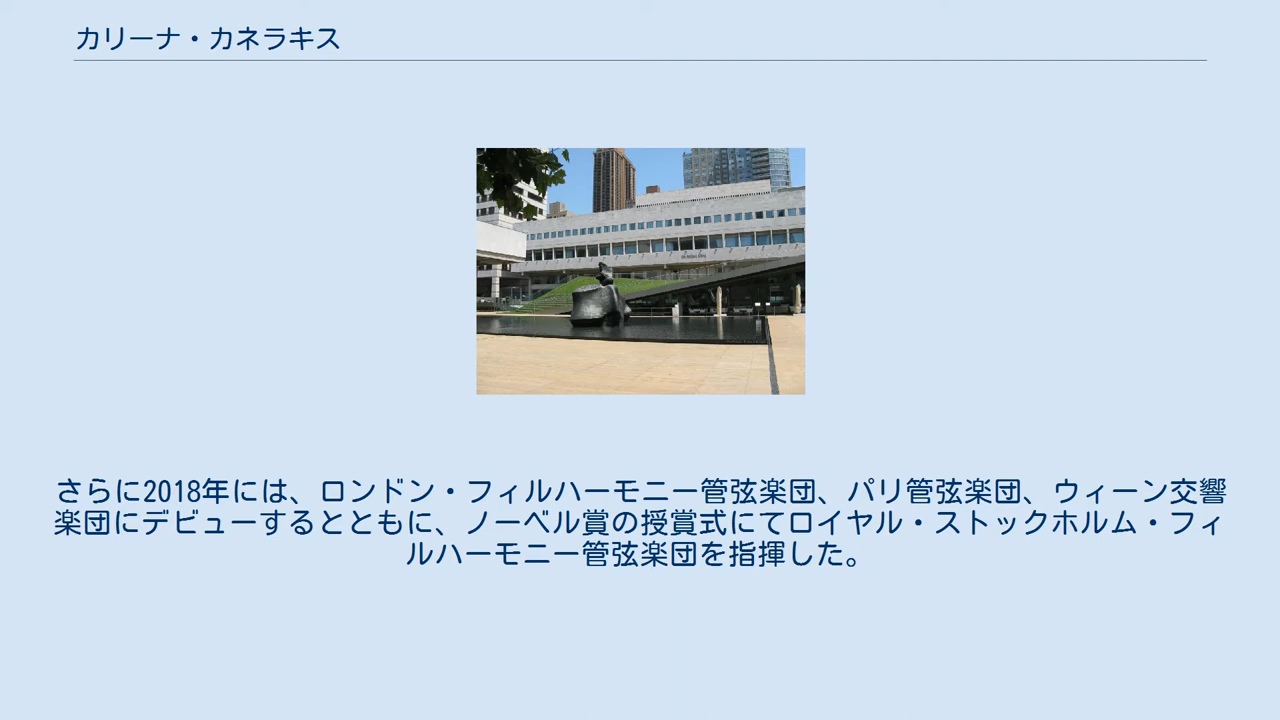 カリーナ・カネラキス
さらに2018年には、ロンドン・フィルハーモニー管弦楽団、パリ管弦楽団、ウィーン交響
楽団にデビューするとともに、ノーベル賞の授賞式にてロイヤル・ストックホルム・フィ
ルハーモニー管弦楽団を指揮した。